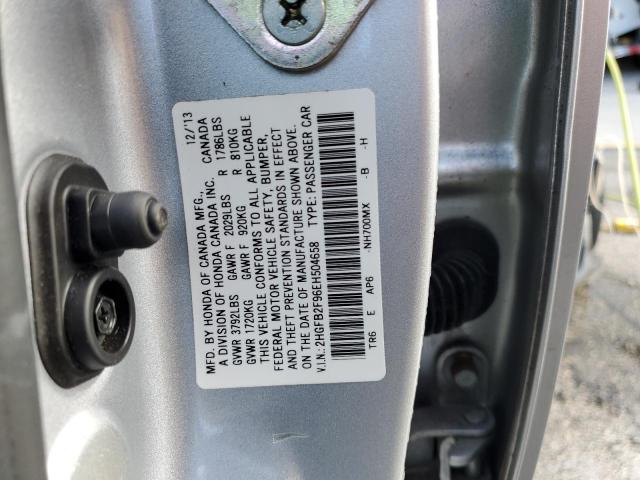 MFD. BY HONDA OF CANADA MFG., 12/'13
A DIVISION OF HONDA CANADA INC. CANADA
GVWR 3792LBS GAWR F 2029LBS R 1786LBS
GVWR 1720KG GAWR F 920KG R 810KG
THIS VEHICLE CONFORMS TO ALL APPLICABLE
FEDERAL MOTOR VEHICLE SAFETY, BUMPER,
AND THEFT PREVENTION STANDARDS IN EFFECT
ON THE DATE OF MANUFACTURE SHOWN ABOVE.
V.I.N.: 2HGFB2F96EH504658 TYPE: PASSENGER CAR
TR6 E AP6 -NH700MX -B -H